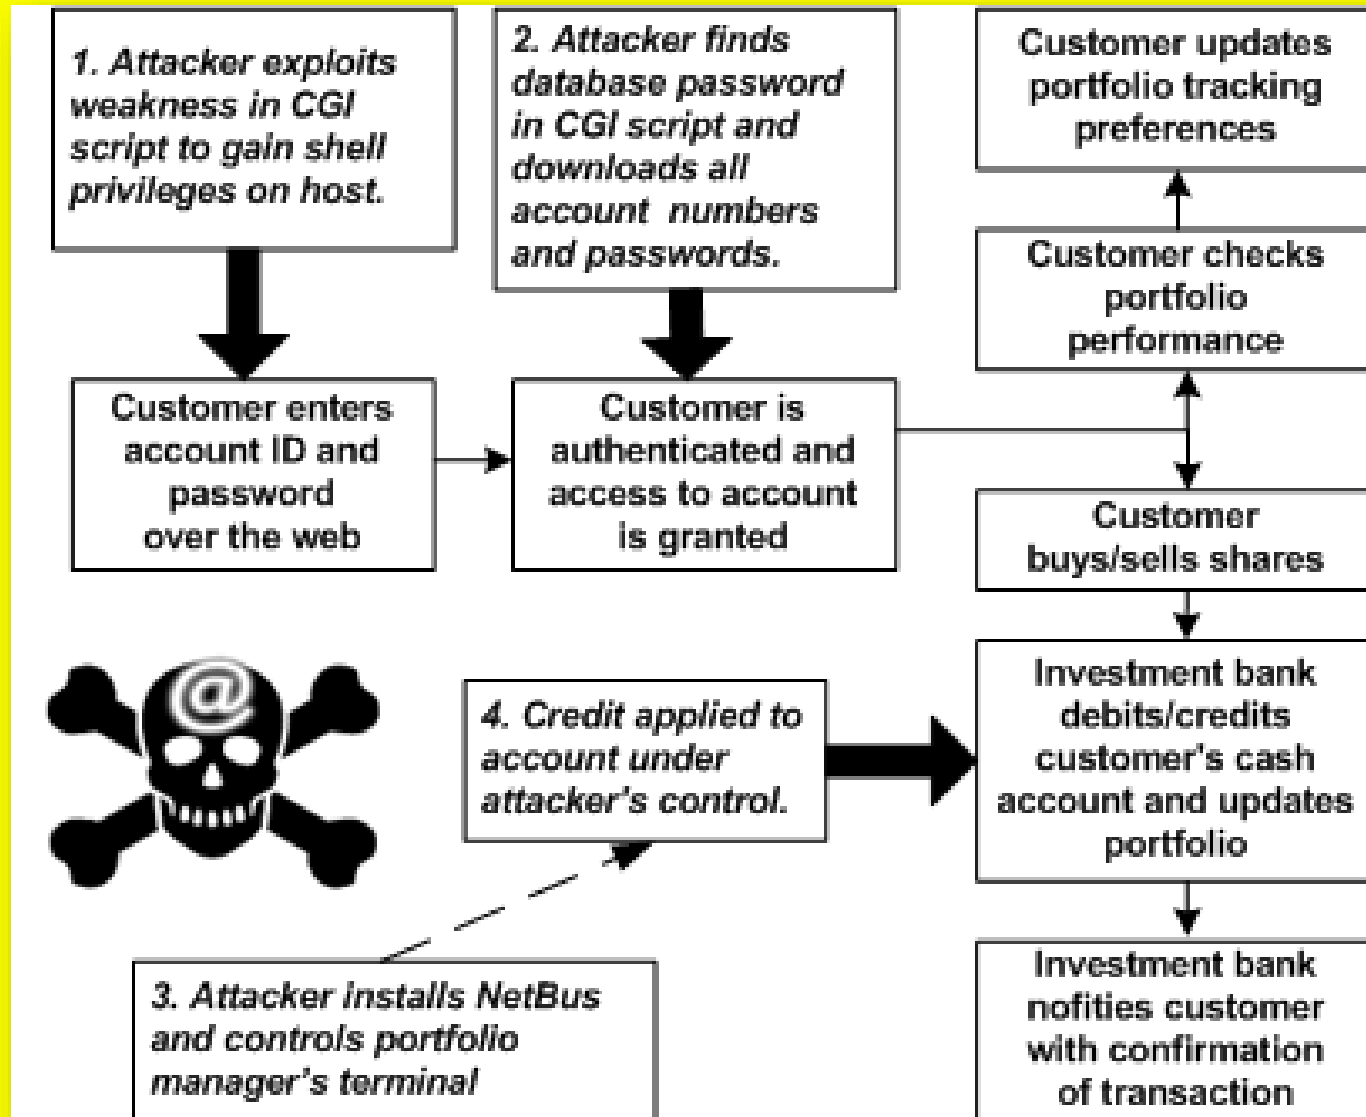 1. Attacker exploits
weakness in CGI
script to gain shell
privileges on host.
2. Attacker finds
database password
in CGI script and
downloads all
account numbers
and passwords.
Customer updates
portfolio tracking
preferences
Customer checks
portfolio
performance
Customer enters
account ID and
password
over the web
Customer is
authenticated and
access to account
is granted
Customer
buys/sells shares
@
4. Credit applied to
account under
attacker's control.
Investment bank
debits/credits
customer's cash
account and updates
portfolio
3. Attacker installs NetBus
and controls portfolio
manager's terminal
Investment bank
nofities customer
with confirmation
of transaction